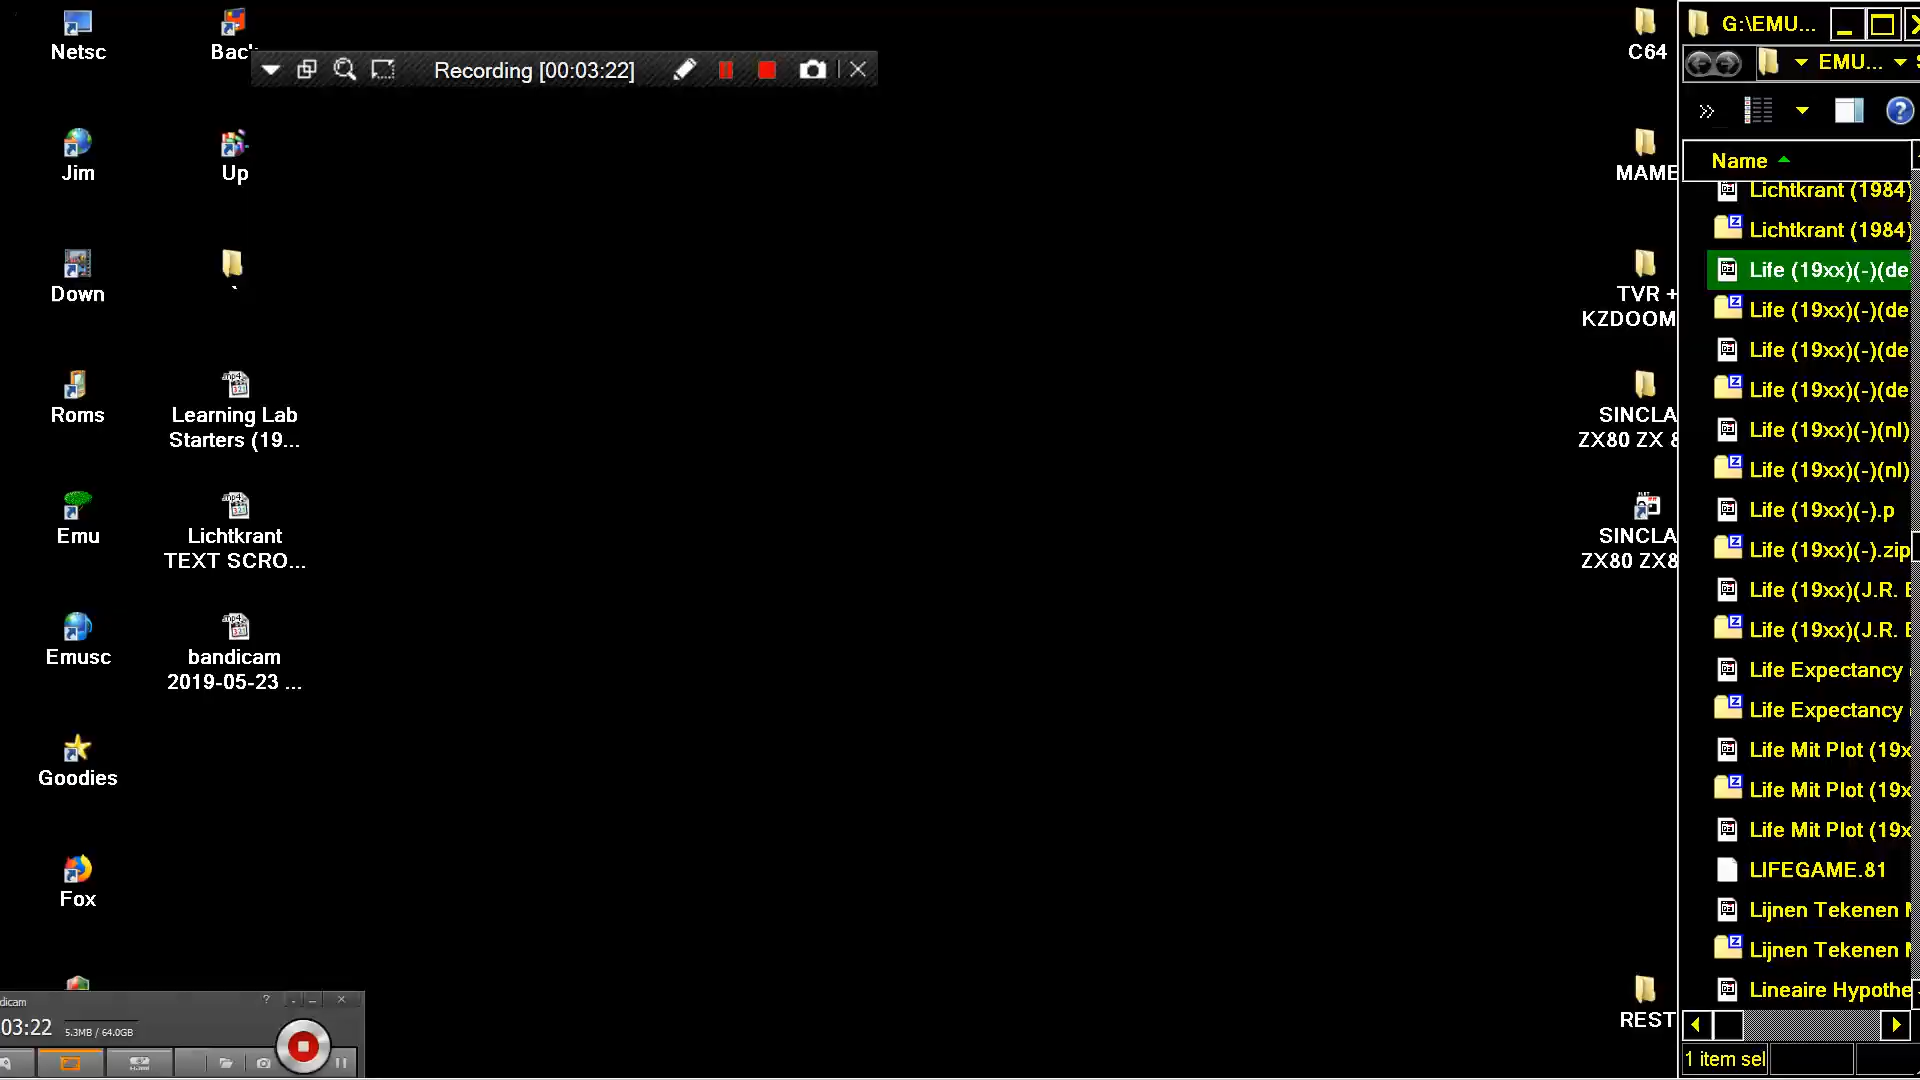 Netsc
Back
Recording [00:03:22]
C64
G:\EMU...
EMU...
Jim
Up
MAME
Name
Down
TVR +
KZDOOM
Roms
Learning Lab
Starters (19...
SINCLA
ZX80 ZX 8
Emu
Lichtkrant
TEXT SCRO...
SINCLA
ZX80 ZX8
Emusc
bandicam
2019-05-23 ...
Goodies
Fox
REST
Lichtkrant (1984)
Lichtkrant (1984)
Life (19xx)(-)(de
Life (19xx)(-)(de
Life (19xx)(-)(de
Life (19xx)(-)(de
Life (19xx)(-)(nl)
Life (19xx)(-)(nl)
Life (19xx)(-).p
Life (19xx)(-).zip
Life (19xx)(J.R. B
Life (19xx)(J.R. B
Life Expectancy
Life Expectancy
Life Mit Plot (19x
Life Mit Plot (19x
Life Mit Plot (19x
LIFEGAME.81
Lijnen Tekenen
Lijnen Tekenen
Lineaire Hypothe
1 item sel
dicam
03:22
5.3MB / 64.0GB